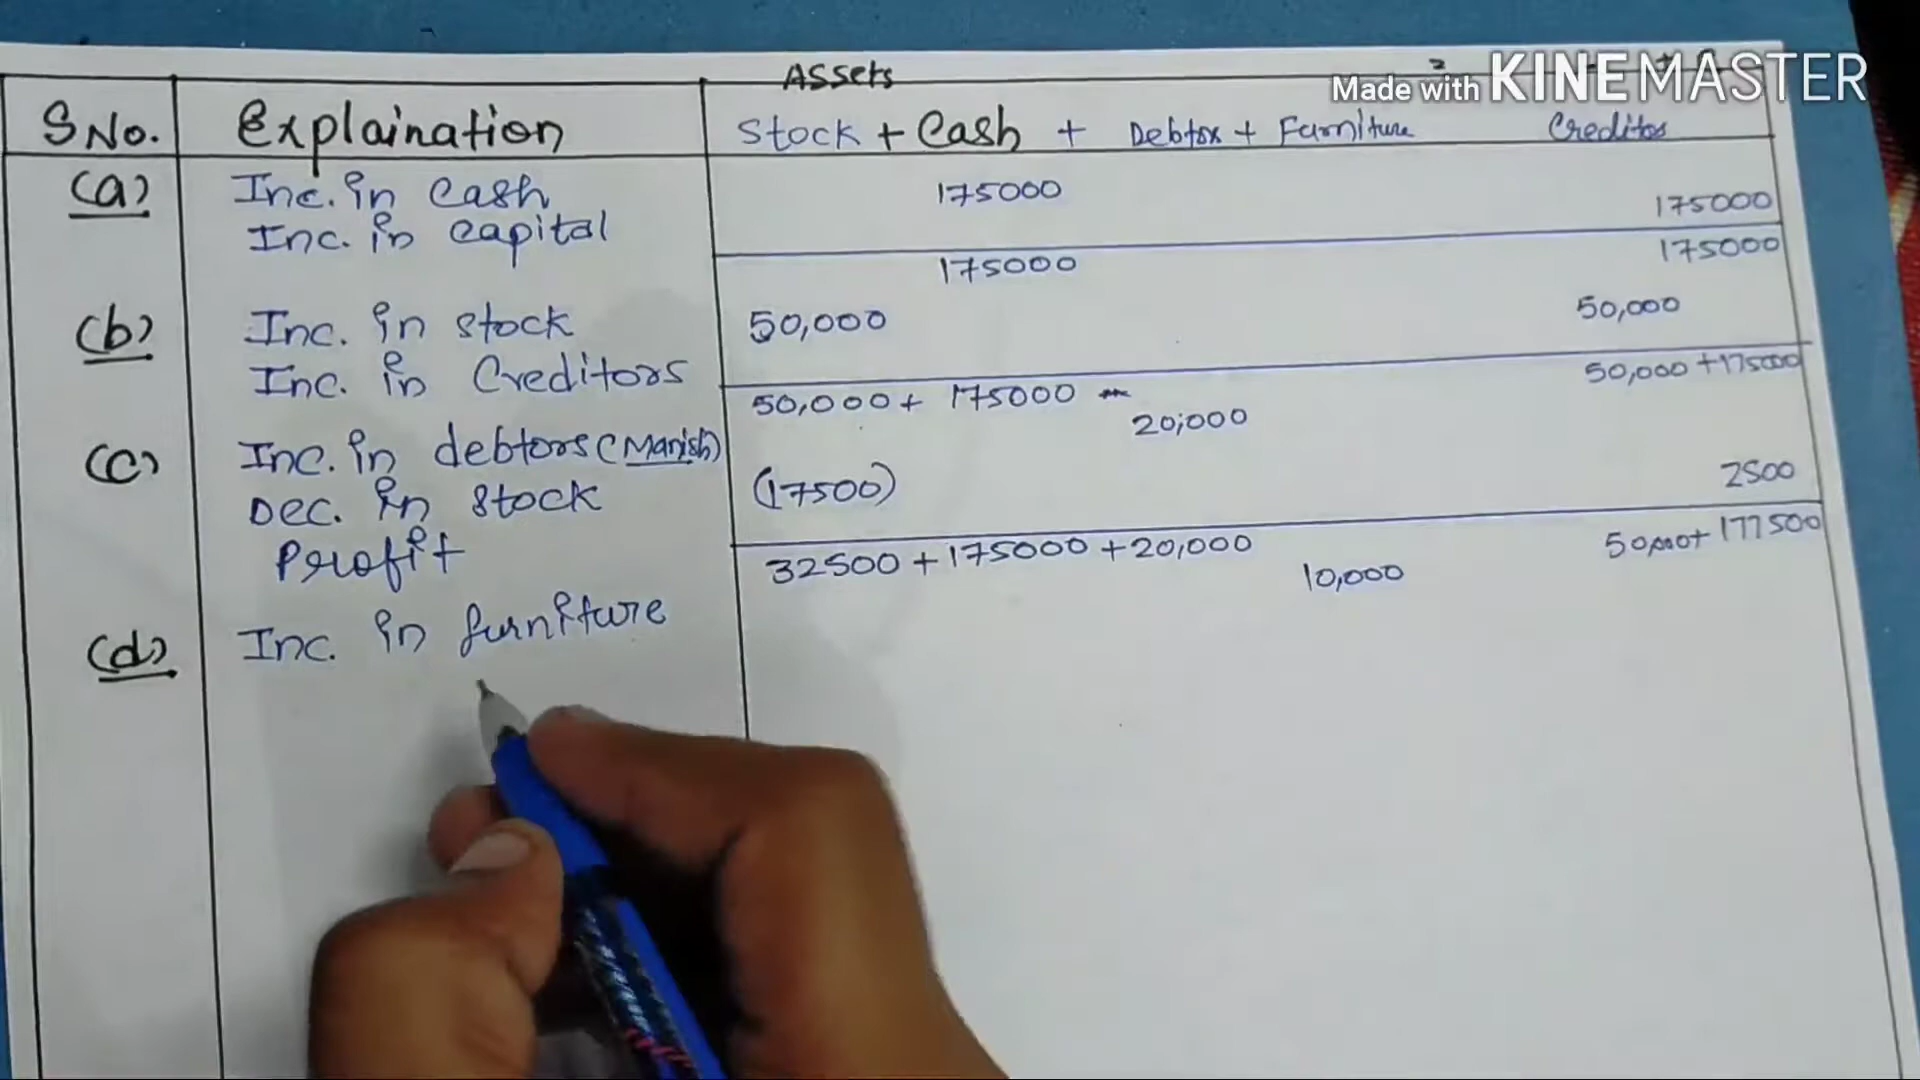 Assets
Made with KINEMASTER
S No. Explaination Stock + Cash + Debtox + Furniture Creditos
(a) Inc. in cash 175000 175000
Inc. in capital
175000 175000
(b) Inc. in stock 50,000 50,000
Inc. in Creditors
50,000 + 175000 50,000 + 175000
20,000
(c) Inc. in debtors (Manish)
Dec. in stock (17500) 2500
Profit 32500 + 175000 + 20,000 50,000+ 177500
10,000
(d) Inc. in furniture